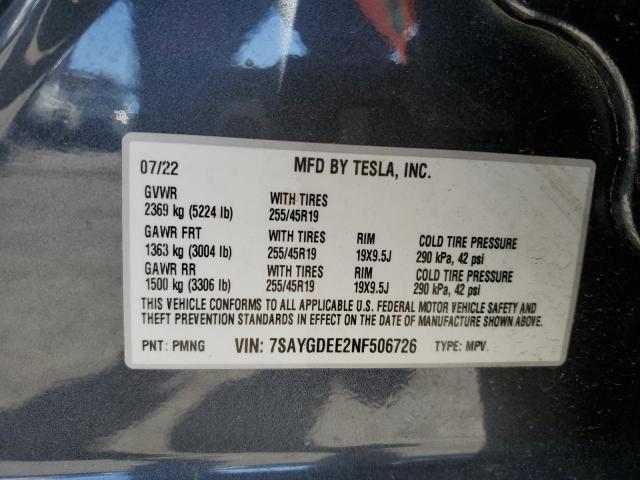 07/22 MFD BY TESLA, INC.
GVWR WITH TIRES
2369 kg (5224 lb) 255/45R19
GAWR FRT WITH TIRES RIM COLD TIRE PRESSURE
1363 kg (3004 lb) 255/45R19 19X9.5J 290 kPa, 42 psi
GAWR RR WITH TIRES RIM COLD TIRE PRESSURE
1500 kg (3306 lb) 255/45R19 19X9.5J 290 kPa, 42 psi
THIS VEHICLE CONFORMS TO ALL APPLICABLE U.S. FEDERAL MOTOR VEHICLE SAFETY AND
THEFT PREVENTION STANDARDS IN EFFECT ON THE DATE OF MANUFACTURE SHOWN ABOVE.
PNT: PMNG VIN: 7SAYGDEE2NF506726 TYPE: MPV